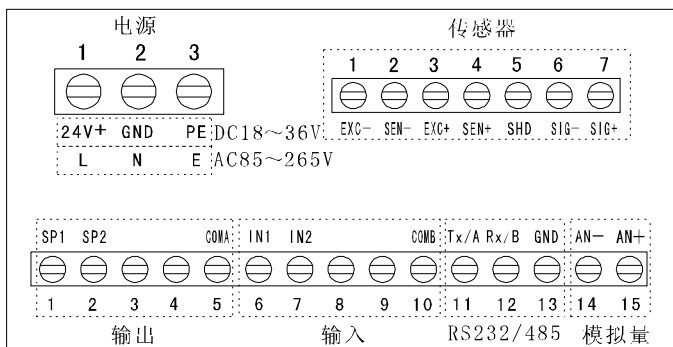 电源
1 2 3
24V+ GND PE DC18～36V
L N E AC85～265V
传感器
1 2 3 4 5 6 7
EXC- SEN- EXC+ SEN+ SHD SIG- SIG+
SP1 SP2 COMA IN1 IN2 COMB Tx/A Rx/B GND AN- AN+
1 2 3 4 5 6 7 8 9 10 11 12 13 14 15
输出 输入 RS232/485 模拟量